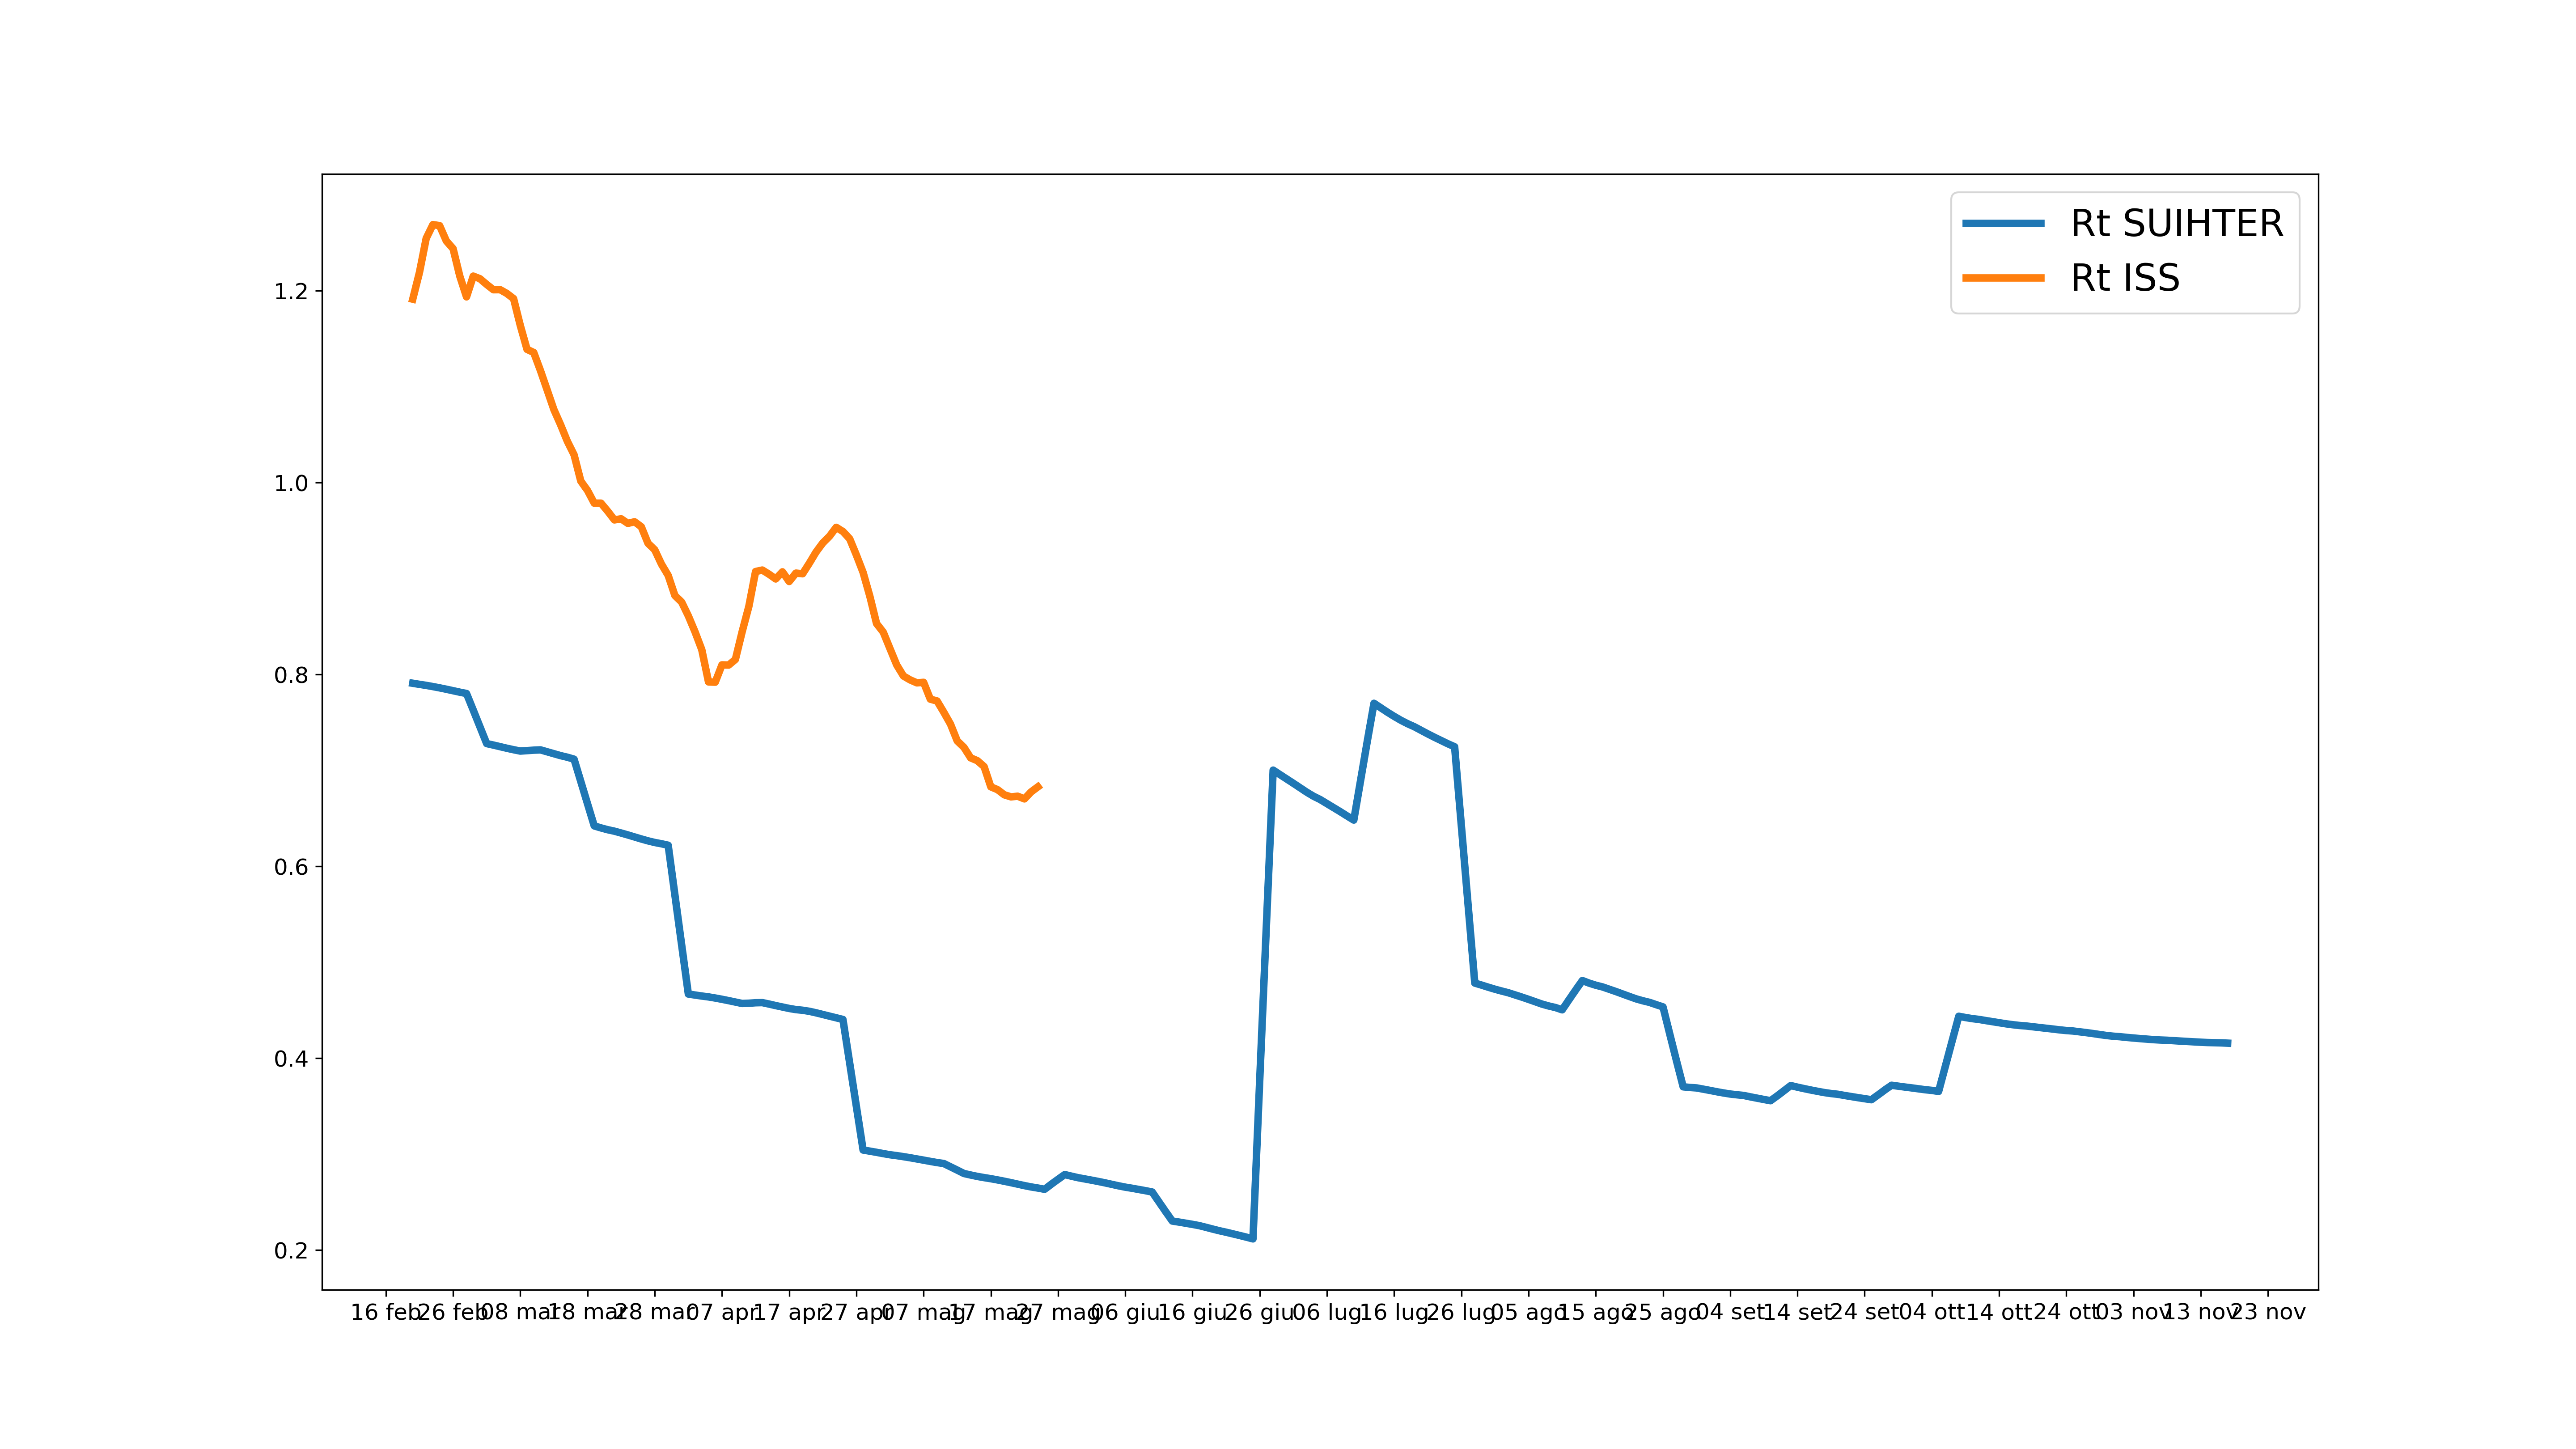 Rt SUIHTER
Rt ISS
1.2
1.0
0.8
0.6
0.4
0.2
16 feb 26 feb 08 mar 18 mar 28 mar 07 apr 17 apr 27 apr 07 mag 17 mag 27 mag 06 giu 16 giu 26 giu 06 lug 16 lug 26 lug 05 ago 15 ago 25 ago 04 set 14 set 24 set 04 ott 14 ott 24 ott 03 nov 13 nov 23 nov